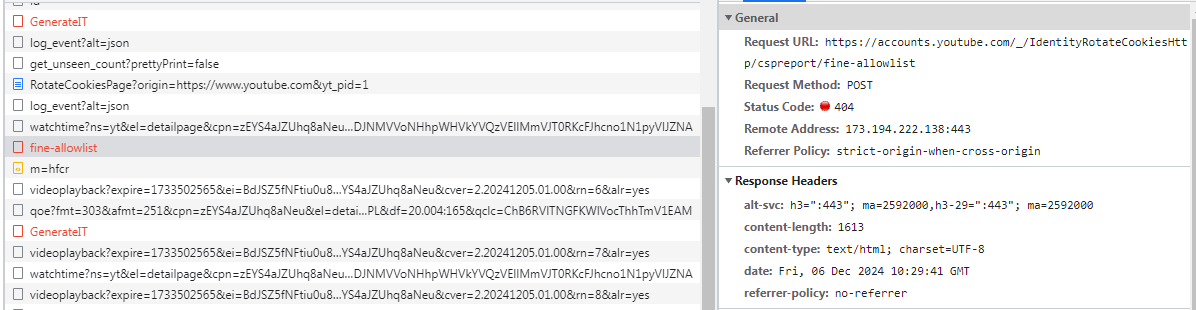 GenerateIT
log_event?alt=json
get_unseen_count?prettyPrint=false
RotateCookiesPage?origin=https://www.youtube.com&yt_pid=1
log_event?alt=json
watchtime?ns=yt&el=detailpage&cpn=zEYS4aJZUhq8aNeu…DJNMVVoNHhpWHVkYVQzVEllMmVJT0RKcFJhcno1N1pyVlJZNA
fine-allowlist
m=hfcr
videoplayback?expire=1733502565&ei=BdJSZ5fNFtiu0u8…YS4aJZUhq8aNeu&cver=2.20241205.01.00&rn=6&alr=yes
qoe?fmt=303&afmt=251&cpn=zEYS4aJZUhq8aNeu&el=detai…PL&df=20.004:165&qclc=ChB6RVlTNGFKWlVocThhTmV1EAM
GenerateIT
videoplayback?expire=1733502565&ei=BdJSZ5fNFtiu0u8…YS4aJZUhq8aNeu&cver=2.20241205.01.00&rn=7&alr=yes
watchtime?ns=yt&el=detailpage&cpn=zEYS4aJZUhq8aNeu…DJNMVVoNHhpWHVkYVQzVEllMmVJT0RKcFJhcno1N1pyVlJZNA
videoplayback?expire=1733502565&ei=BdJSZ5fNFtiu0u8…YS4aJZUhq8aNeu&cver=2.20241205.01.00&rn=8&alr=yes
General
Request URL: https://accounts.youtube.com/_/IdentityRotateCookiesHtt
p/cspreport/fine-allowlist
Request Method: POST
Status Code: 404
Remote Address: 173.194.222.138:443
Referrer Policy: strict-origin-when-cross-origin
Response Headers
alt-svc: h3=":443"; ma=2592000,h3-29=":443"; ma=2592000
content-length: 1613
content-type: text/html; charset=UTF-8
date: Fri, 06 Dec 2024 10:29:41 GMT
referrer-policy: no-referrer